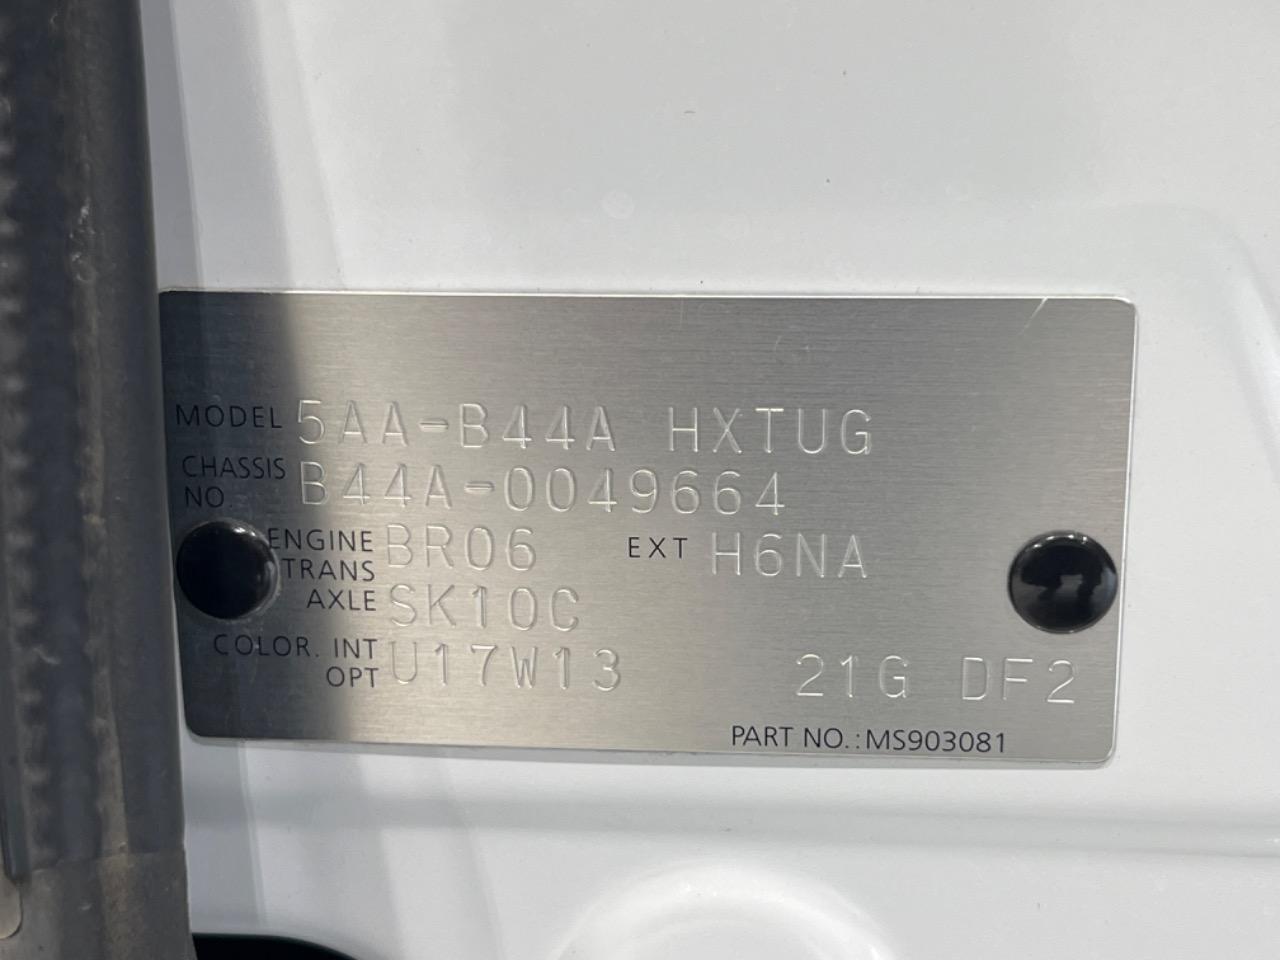 MODEL 5AA-B44A HXTUG
CHASSIS NO. B44A-0049664
ENGINE BR06 EXT H6NA
TRANS AXLE SK10C
COLOR. INT OPT U17W13 21G DF2
PART NO.:MS903081